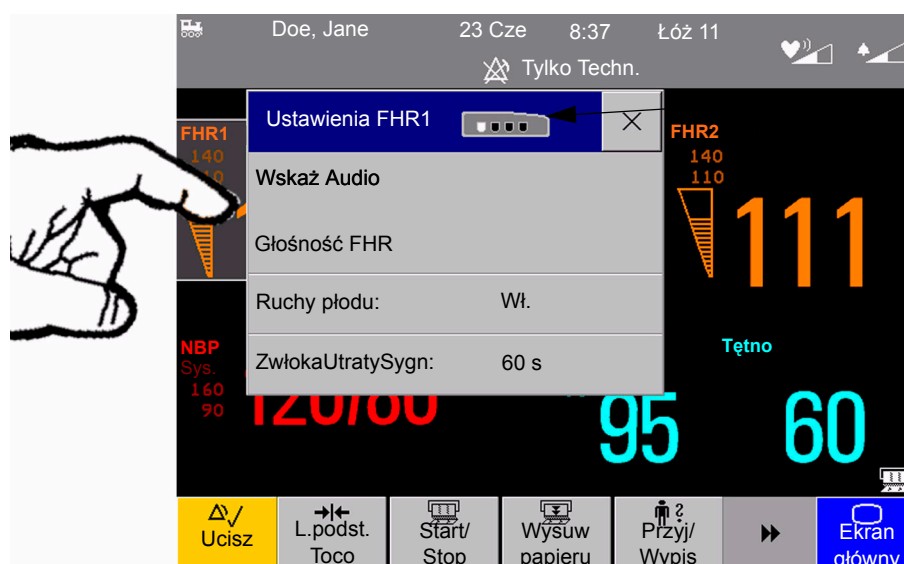 Doe, Jane 23 Cze 8:37 Łóż 11
Tylko Techn.
Ustawienia FHR1
FHR1
140
FHR2
140
110
Wskaż Audio
111
Głośność FHR
Ruchy płodu: Wł.
NBP
Sys.
160
90
ZwłokaUtratySygn: 60 s
Tętno
120/80
95
60
Ucisz
L.podst.
Toco
Start/
Stop
Wysuw
papieru
Przyj/
Wypis
Ekran
główny